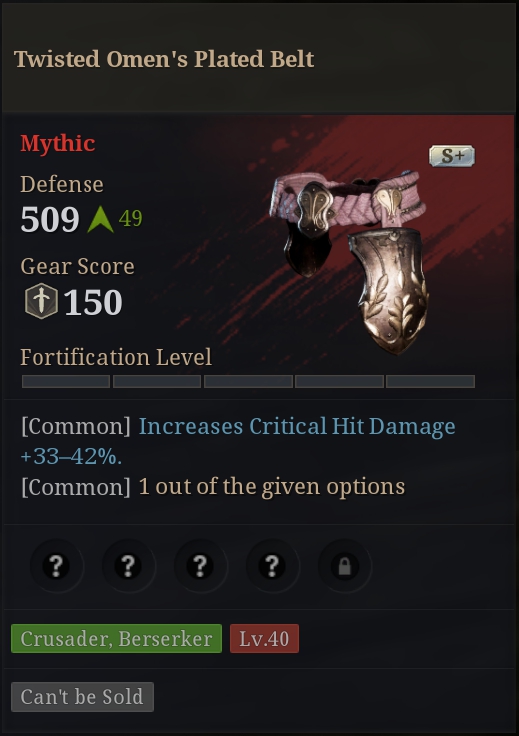 Twisted Omen's Plated Belt
Mythic
S+
Defense
509 49
Gear Score
150
Fortification Level
[Common] Increases Critical Hit Damage
+33–42%.
[Common] 1 out of the given options
? ? ? ?
Crusader, Berserker Lv.40
Can't be Sold